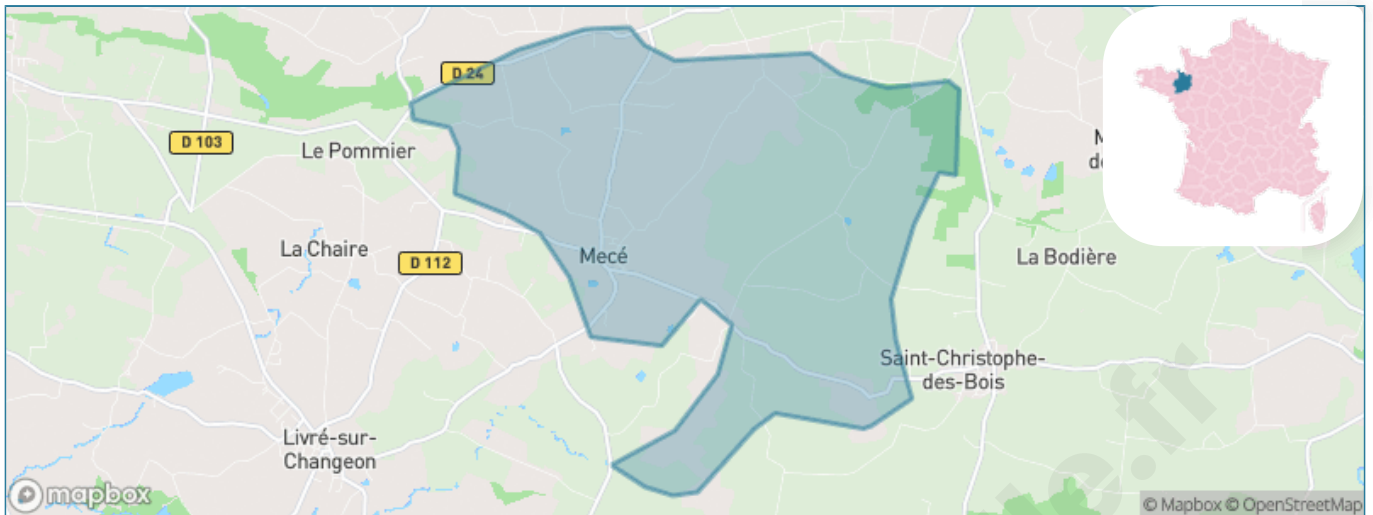 D 24
D 103
Le Pommier
La Chaire
D 112
Mecé
La Bodière
Saint-Christophe-
des-Bois
Livré-sur-
Changeon
mapbox
© Mapbox © OpenStreetMap